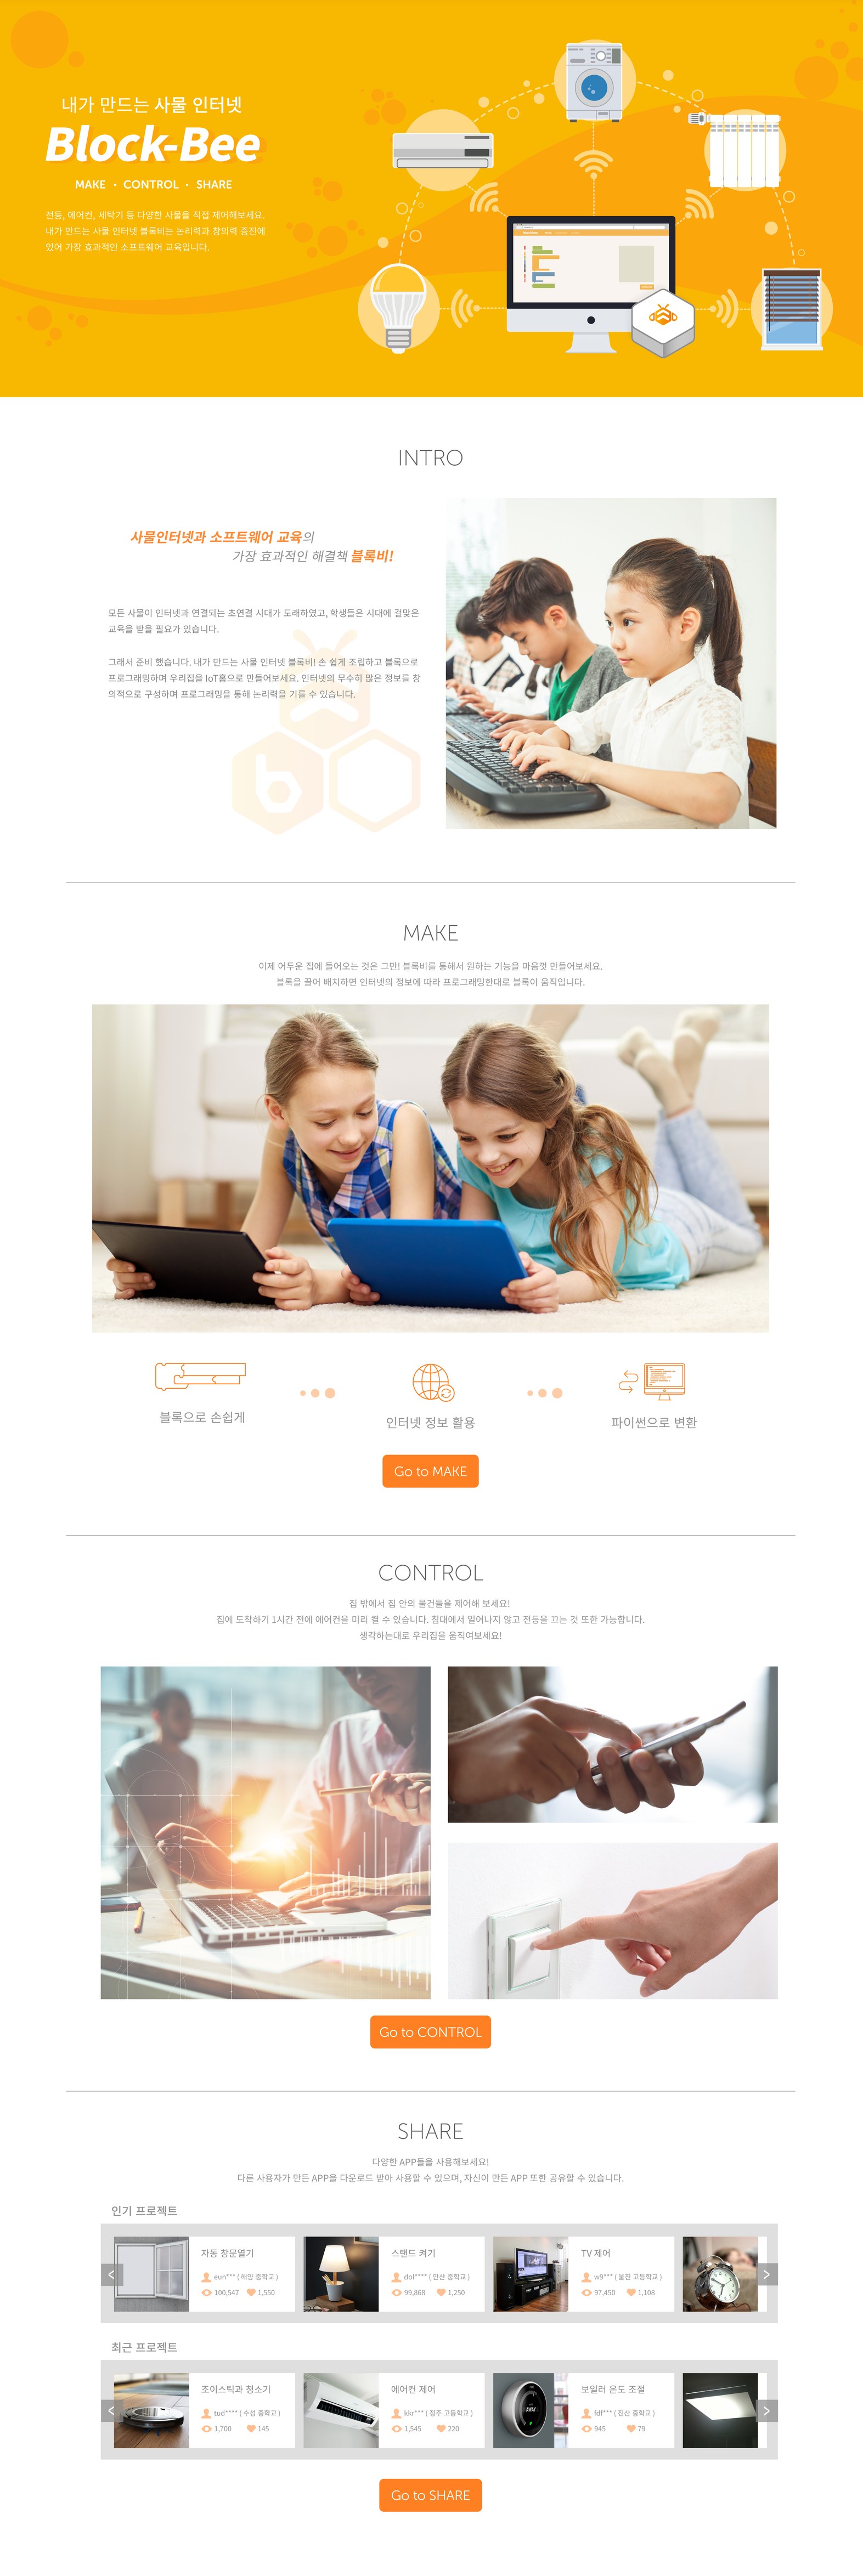 내가 만드는 사물 인터넷
Block-Bee
MAKE · CONTROL · SHARE
전등, 에어컨, 세탁기 등 다양한 사물을 직접 제어해보세요.
내가 만드는 사물 인터넷 블록비는 논리력과 창의력 증진에
있어 가장 효과적인 소프트웨어 교육입니다.
INTRO
사물인터넷과 소프트웨어 교육의
가장 효과적인 해결책 블록비!
모든 사물이 인터넷과 연결되는 초연결 시대가 도래하였고, 학생들은 시대에 걸맞은
교육을 받을 필요가 있습니다.
그래서 준비 했습니다. 내가 만드는 사물 인터넷 블록비! 손 쉽게 조립하고 블록으로
프로그래밍하며 우리집을 IoT홈으로 만들어보세요. 인터넷의 무수히 많은 정보를 창
의적으로 구성하며 프로그래밍을 통해 논리력을 기를 수 있습니다.
MAKE
이제 어두운 집에 들어오는 것은 그만! 블록비를 통해서 원하는 기능을 마음껏 만들어보세요.
블록을 끌어 배치하면 인터넷의 정보에 따라 프로그래밍한대로 블록이 움직입니다.
블록으로 손쉽게
인터넷 정보 활용
파이썬으로 변환
Go to MAKE
CONTROL
집 밖에서 집 안의 물건들을 제어해 보세요!
집에 도착하기 1시간 전에 에어컨을 미리 켤 수 있습니다. 침대에서 일어나지 않고 전등을 끄는 것 또한 가능합니다.
생각하는대로 우리집을 움직여보세요!
Go to CONTROL
SHARE
다양한 APP들을 사용해보세요!
다른 사용자가 만든 APP을 다운로드 받아 사용할 수 있으며, 자신이 만든 APP 또한 공유할 수 있습니다.
인기 프로젝트
자동 창문열기
eun*** ( 해양 중학교 )
100,547 1,550
스탠드 켜기
dol**** ( 안산 중학교 )
99,868 1,250
TV 제어
w9*** ( 울진 고등학교 )
97,450 1,108
최근 프로젝트
조이스틱과 청소기
tud**** ( 수성 중학교 )
1,700 145
에어컨 제어
kkr*** ( 청주 고등학교 )
1,545 220
보일러 온도 조절
fdf*** ( 진산 중학교 )
945 79
Go to SHARE